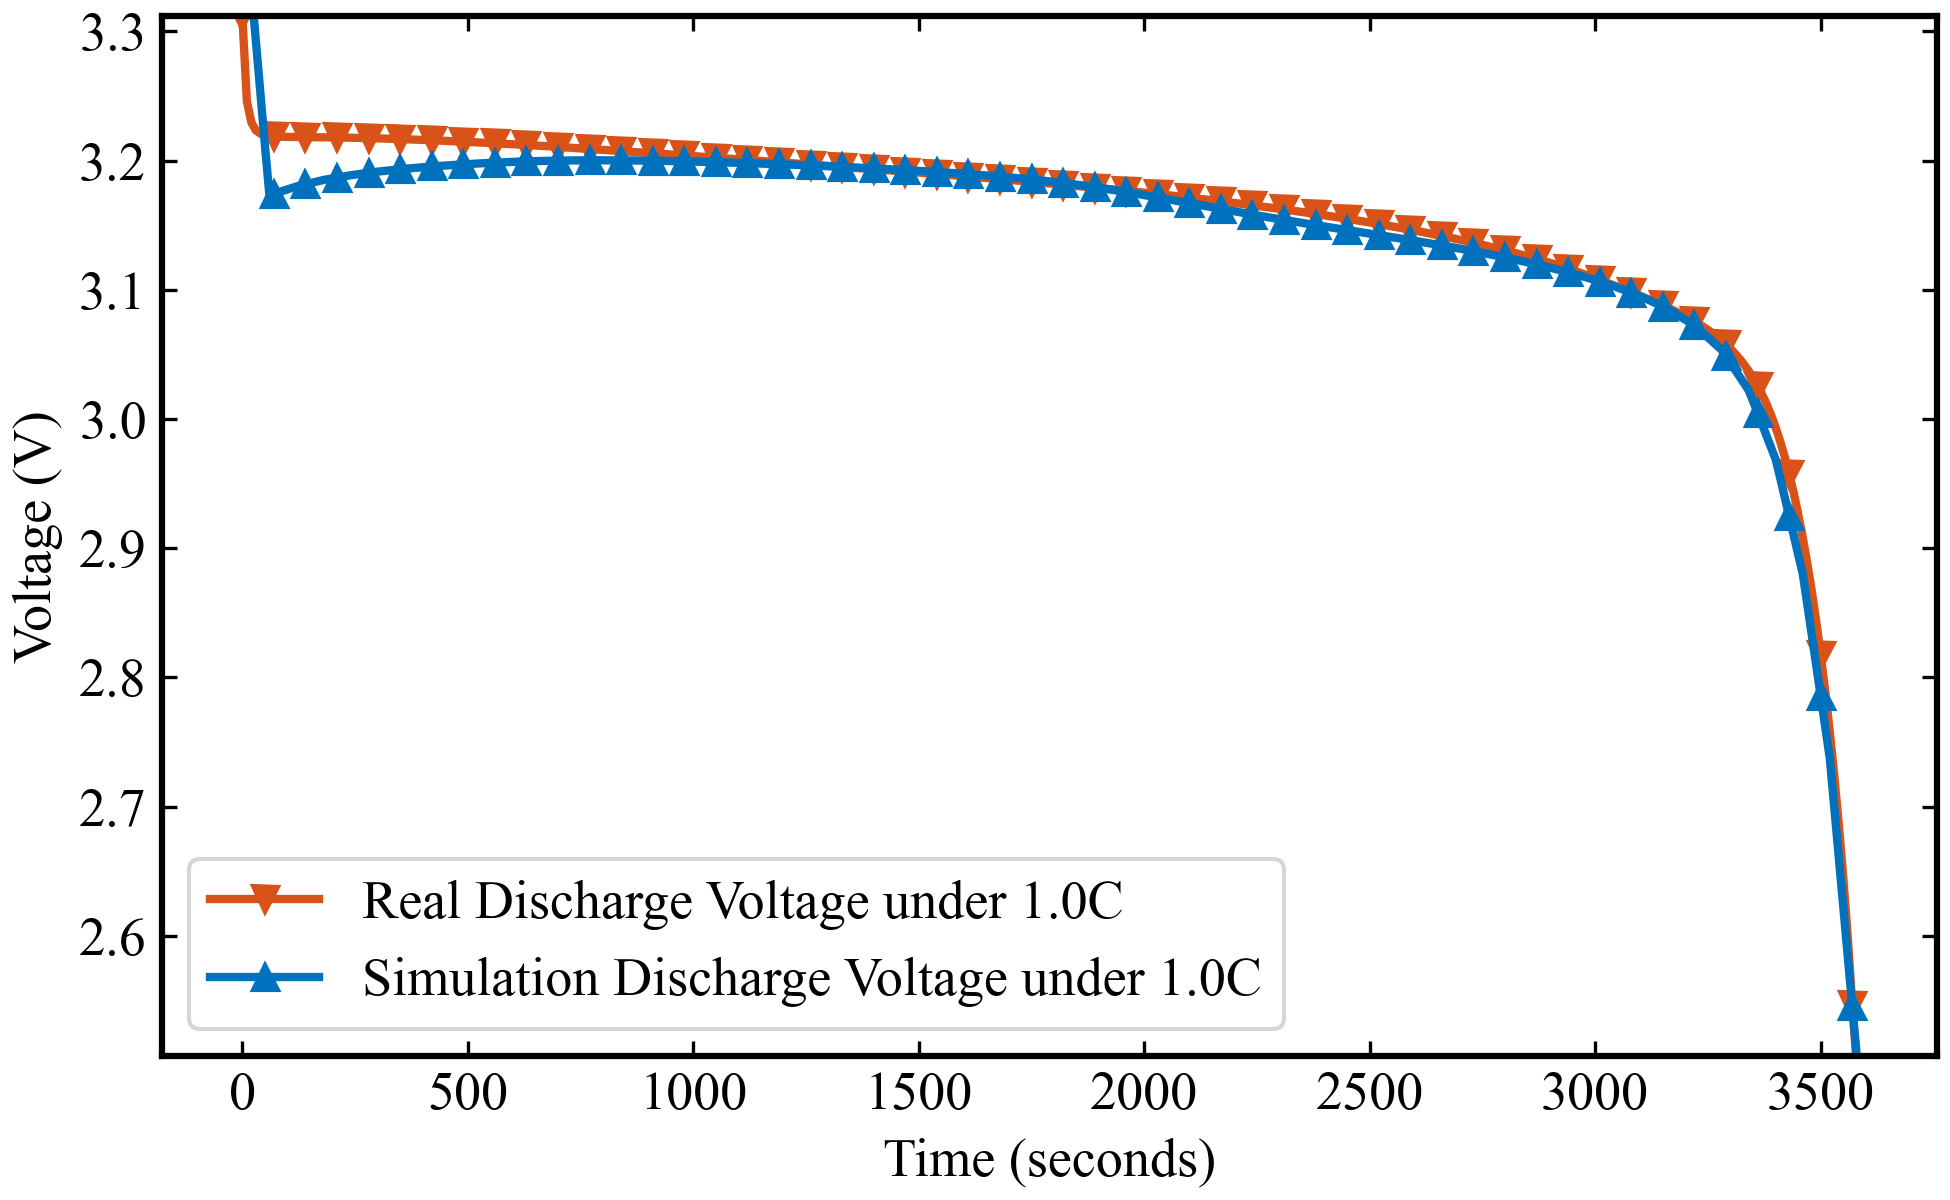 3.3
3.2
3.1
3.0
2.9
2.8
2.7
2.6
Voltage (V)
Real Discharge Voltage under 1.0C
Simulation Discharge Voltage under 1.0C
0 500 1000 1500 2000 2500 3000 3500
Time (seconds)